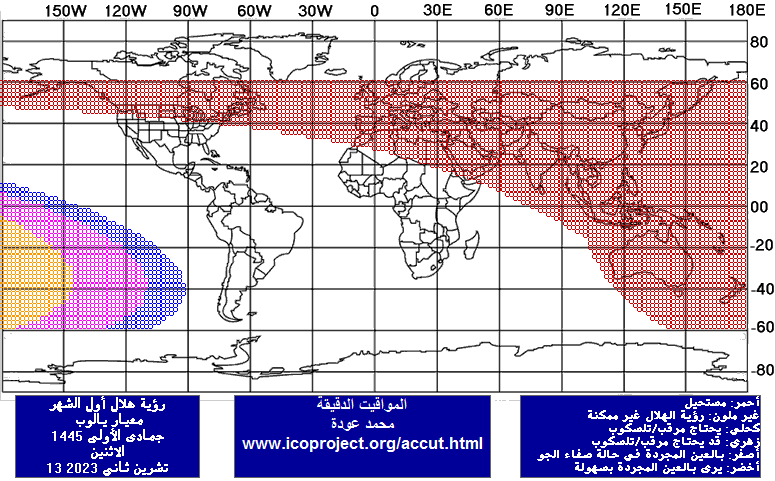 150W 120W 90W 60W 30W 0 30E 60E 90E 120E 150E 180E
80
60
40
20
00
-20
-40
-60
-80
رؤية هلال أول الشهر
معيار يالوب
جمادى الأولى 1445
الاثنين
13 تشرين ثاني 2023
المواقيت الدقيقة
محمد عودة
www.icoproject.org/accut.html
أحمر: مستحيل
غير ملون: رؤية الهلال غير ممكنة
كحلي: يحتاج مرقب/تلسكوب
زهري: قد يحتاج مرقب/تلسكوب
أصفر: بالعين المجردة في حالة صفاء الجو
أخضر: يرى بالعين المجردة بسهولة